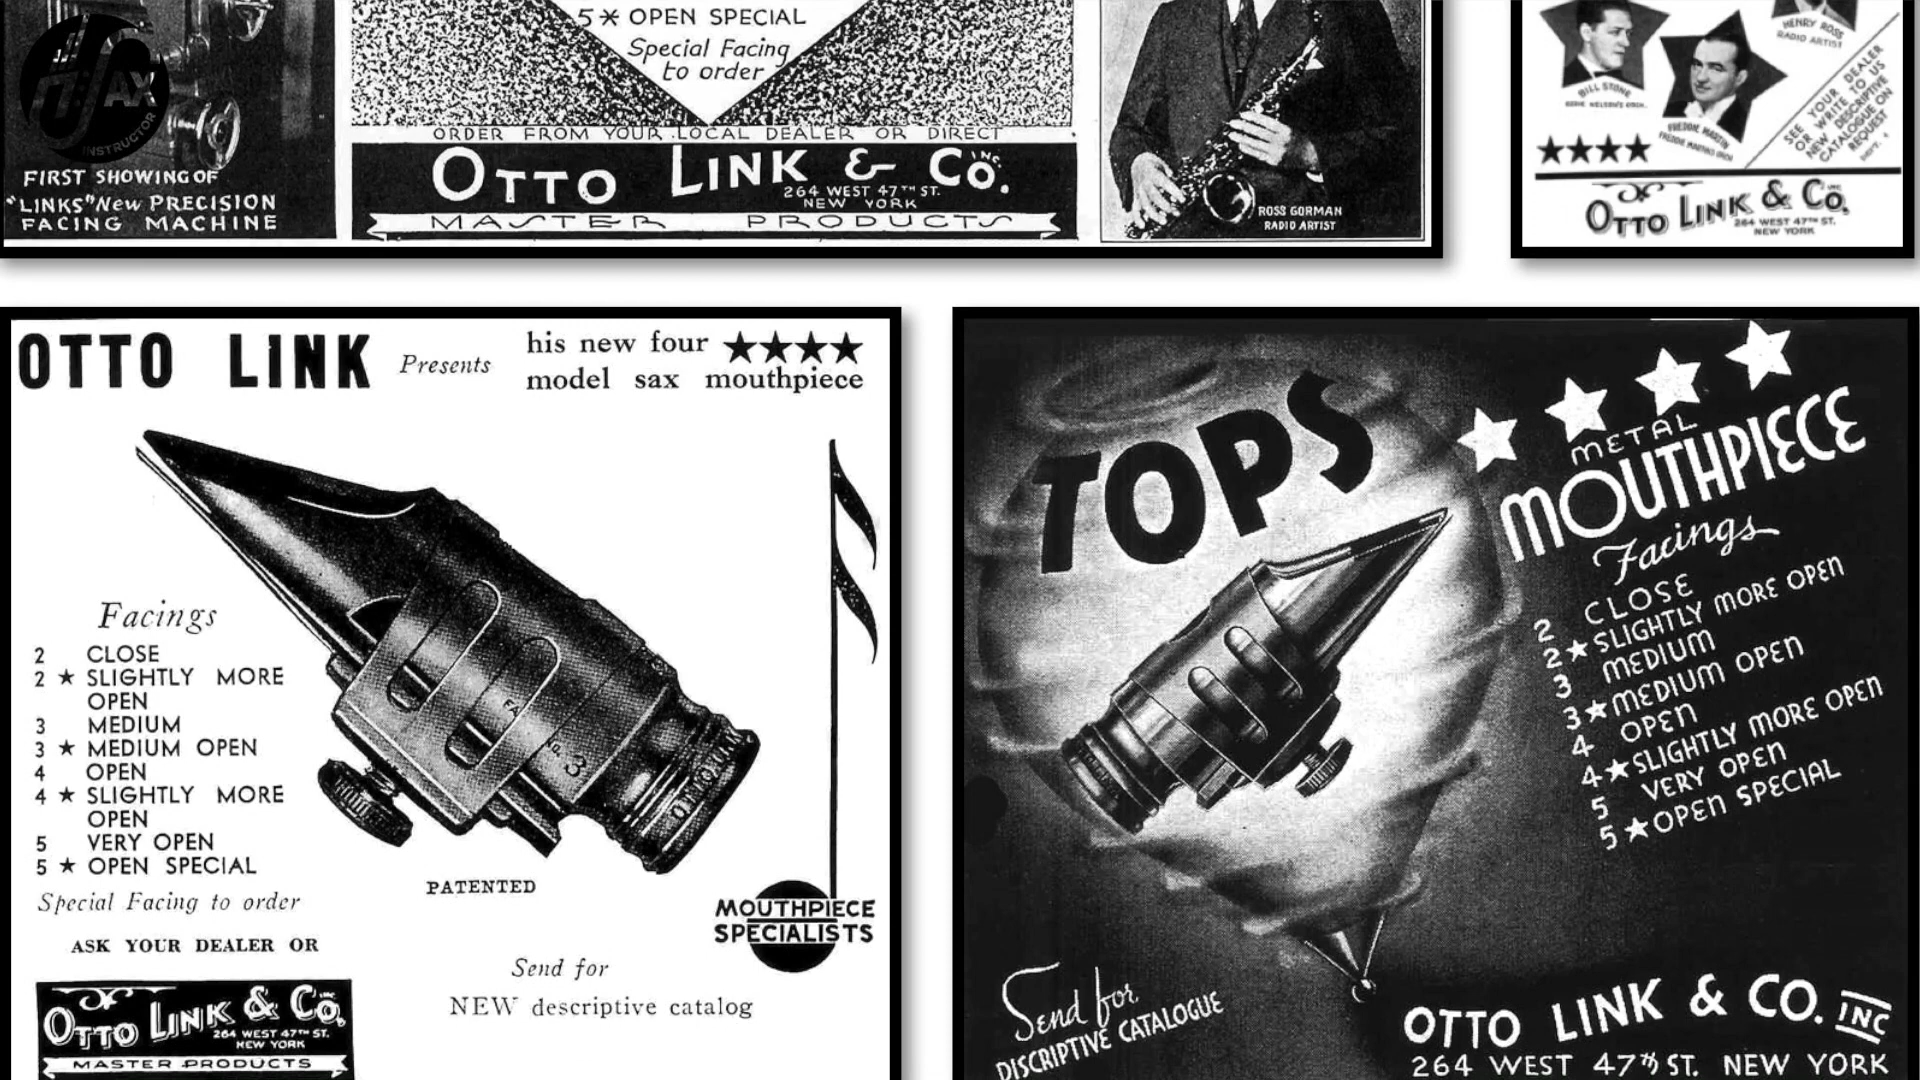 SAX
INSTRUCTOR
FIRST SHOWING OF
"LINKS" New PRECISION
FACING MACHINE
5* OPEN SPECIAL
Special Facing
to order
ORDER FROM YOUR LOCAL DEALER OR DIRECT
OTTO LINK & CO. INC.
264 WEST 47TH ST.
NEW YORK
MASTER PRODUCTS
ROSS GORMAN
RADIO ARTIST
HENRY ROSS
RADIO ARTIST
BILL STONE
FREDDIE MARTIN
SEE YOUR DEALER
OR WRITE TO US
NEW DESCRIPTIVE
CATALOGUE ON
REQUEST
★★★★
OTTO LINK & CO. INC
264 WEST 47TH ST.
NEW YORK
OTTO LINK Presents his new four ★★★★
model sax mouthpiece
Facings
2 CLOSE
2 ★ SLIGHTLY MORE
OPEN
3 MEDIUM
3 ★ MEDIUM OPEN
4 OPEN
4 ★ SLIGHTLY MORE
OPEN
5 VERY OPEN
5 ★ OPEN SPECIAL
Special Facing to order
ASK YOUR DEALER OR
OTTO LINK & CO. INC.
264 WEST 47TH ST.
NEW YORK
MASTER PRODUCTS
3
PATENTED
MOUTHPIECE
SPECIALISTS
Send for
NEW descriptive catalog
TOPS
★★★★
METAL
MOUTHPIECE
Facings
2 CLOSE
2★SLIGHTLY MORE OPEN
3 MEDIUM
3★MEDIUM OPEN
4 OPEN
4★SLIGHTLY MORE OPEN
5 VERY OPEN
5★OPEN SPECIAL
Send for
DISCRIPTIVE CATALOGUE
OTTO LINK & CO. INC
264 WEST 47th ST. NEW YORK